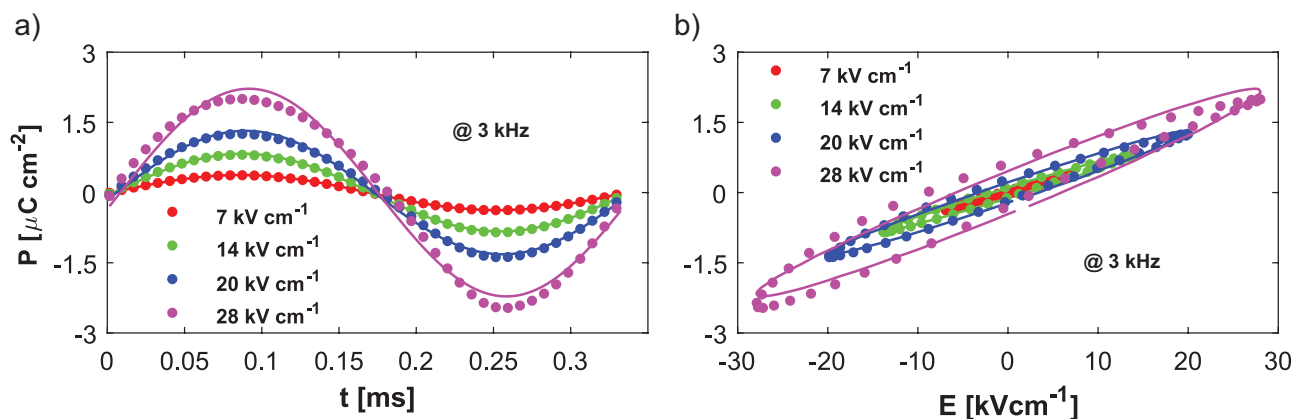 a)
P [μC cm-2]
3
1.5
0
-1.5
-3
@ 3 kHz
7 kV cm-1
14 kV cm-1
20 kV cm-1
28 kV cm-1
0
0.05
0.1
0.15
0.2
0.25
0.3
t [ms]
b)
3
1.5
0
-1.5
-3
7 kV cm-1
14 kV cm-1
20 kV cm-1
28 kV cm-1
@ 3 kHz
-30
-20
-10
0
10
20
30
E [kVcm-1]